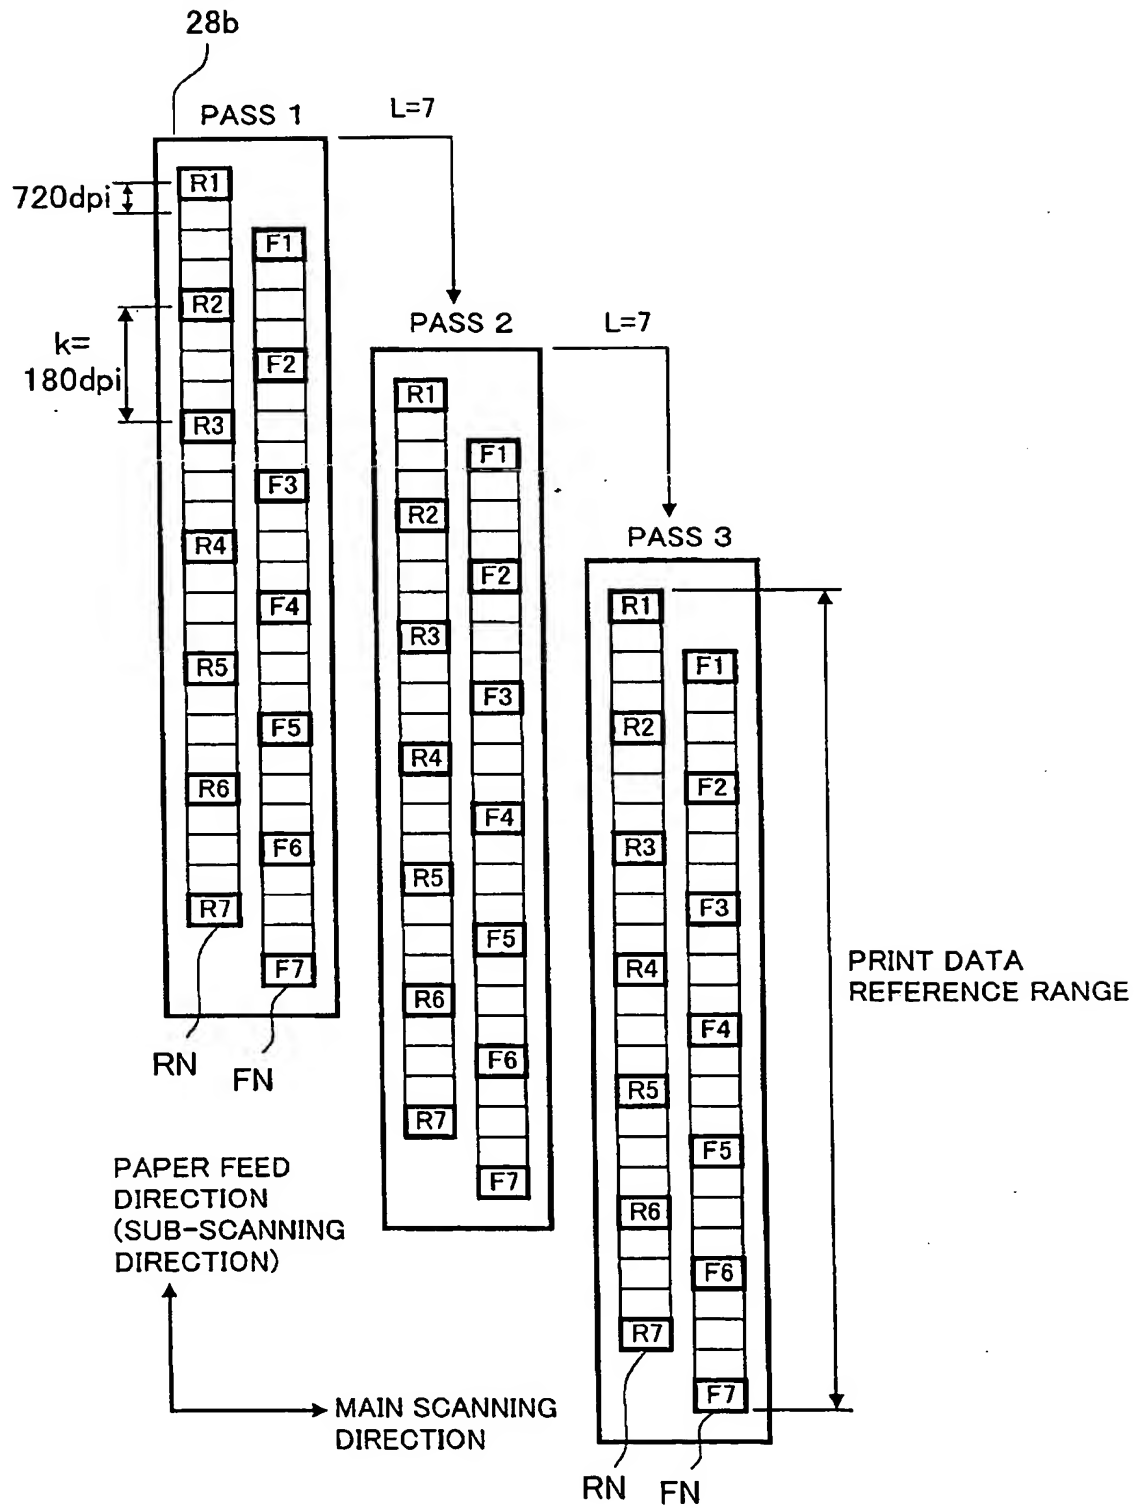 28b
PASS 1
L=7
720dpi
R1
F1
R2
k=
180dpi
F2
R3
F3
R4
F4
R5
F5
R6
F6
R7
F7
RN
FN
PASS 2
L=7
R1
F1
R2
F2
R3
F3
R4
F4
R5
F5
R6
F6
R7
F7
PASS 3
R1
F1
R2
F2
R3
F3
R4
F4
R5
F5
R6
F6
R7
F7
RN
FN
PRINT DATA
REFERENCE RANGE
PAPER FEED
DIRECTION
(SUB-SCANNING
DIRECTION)
MAIN SCANNING
DIRECTION